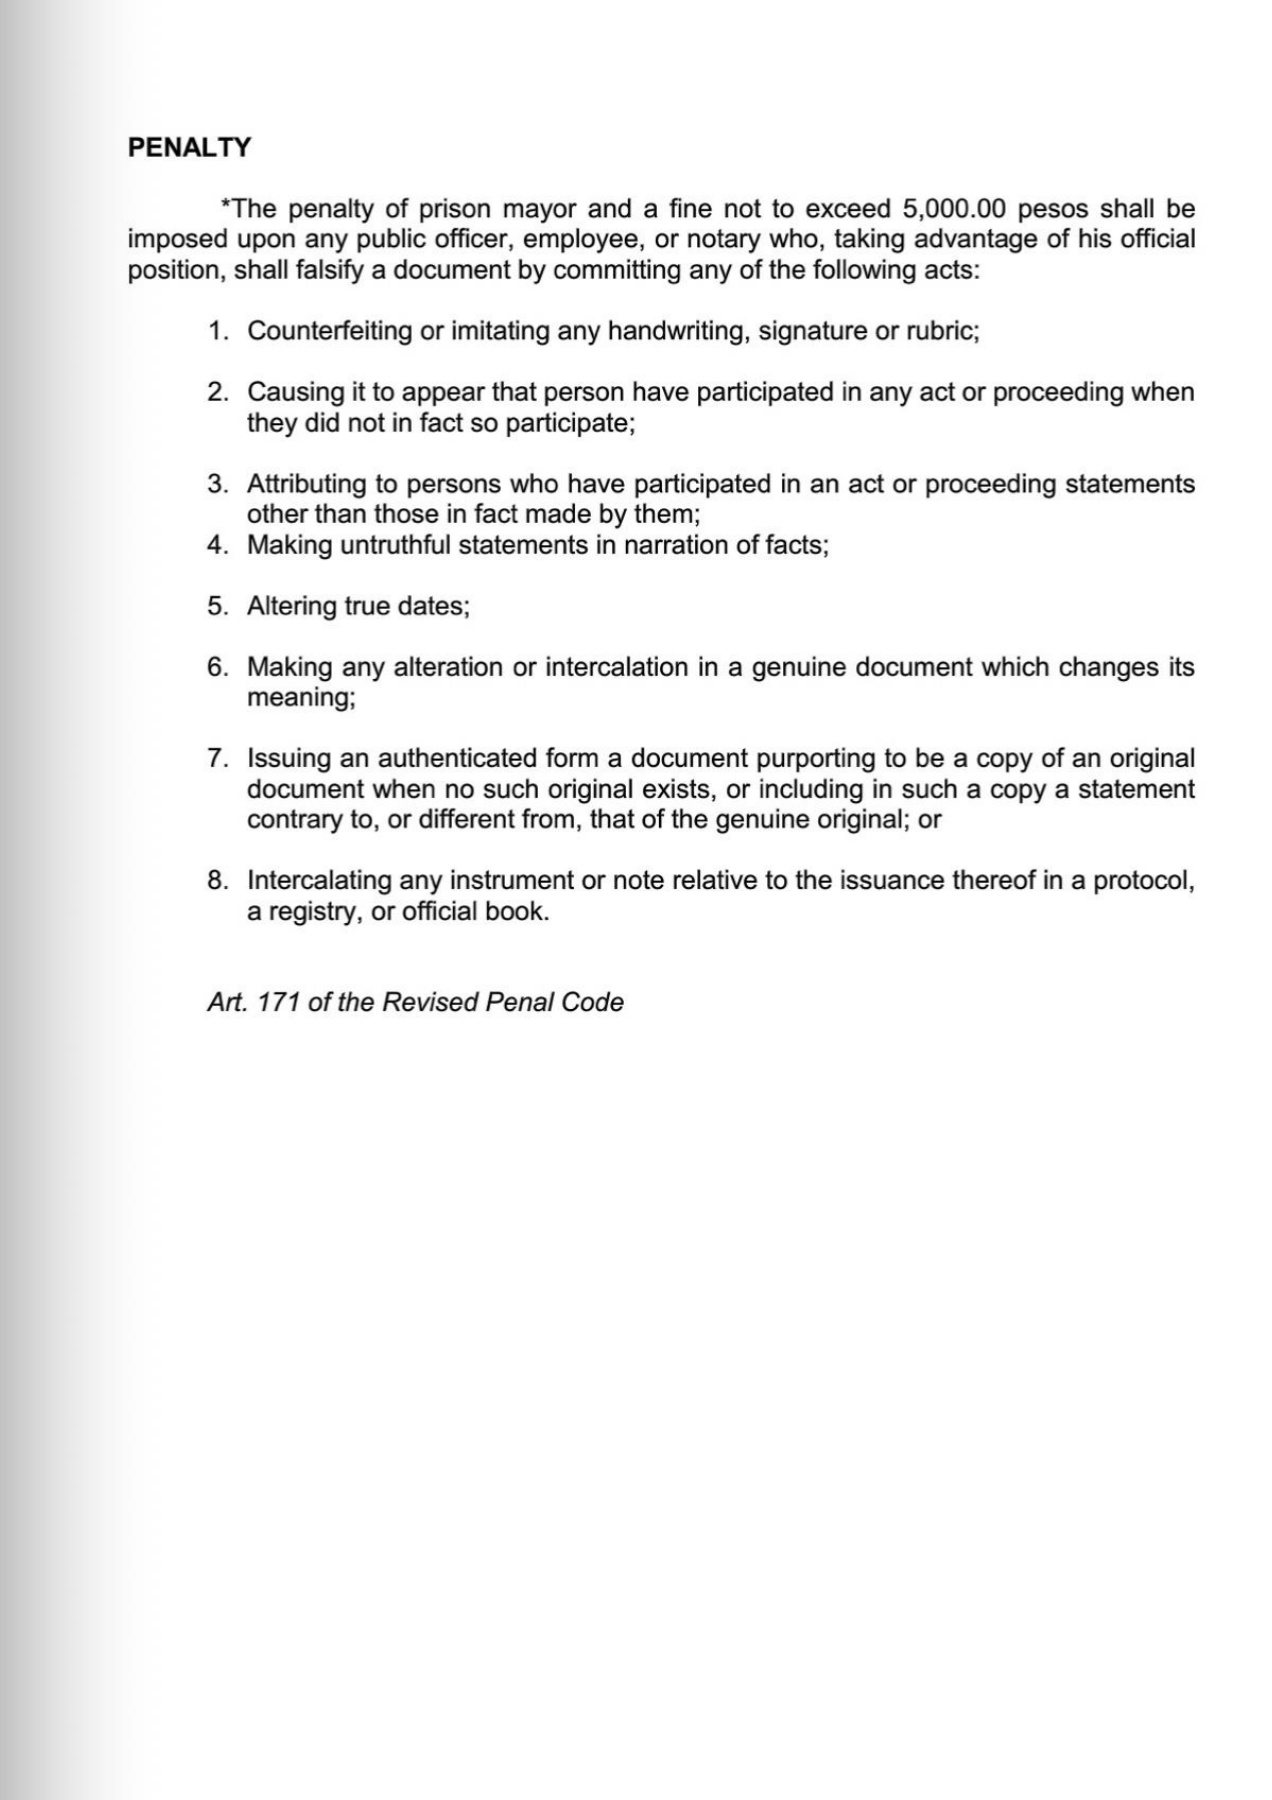 PENALTY
*The penalty of prison mayor and a fine not to exceed 5,000.00 pesos shall be
imposed upon any public officer, employee, or notary who, taking advantage of his official
position, shall falsify a document by committing any of the following acts:
1. Counterfeiting or imitating any handwriting, signature or rubric;
2. Causing it to appear that person have participated in any act or proceeding when
they did not in fact so participate;
3. Attributing to persons who have participated in an act or proceeding statements
other than those in fact made by them;
4. Making untruthful statements in narration of facts;
5. Altering true dates;
6. Making any alteration or intercalation in a genuine document which changes its
meaning;
7. Issuing an authenticated form a document purporting to be a copy of an original
document when no such original exists, or including in such a copy a statement
contrary to, or different from, that of the genuine original; or
8. Intercalating any instrument or note relative to the issuance thereof in a protocol,
a registry, or official book.
Art. 171 of the Revised Penal Code